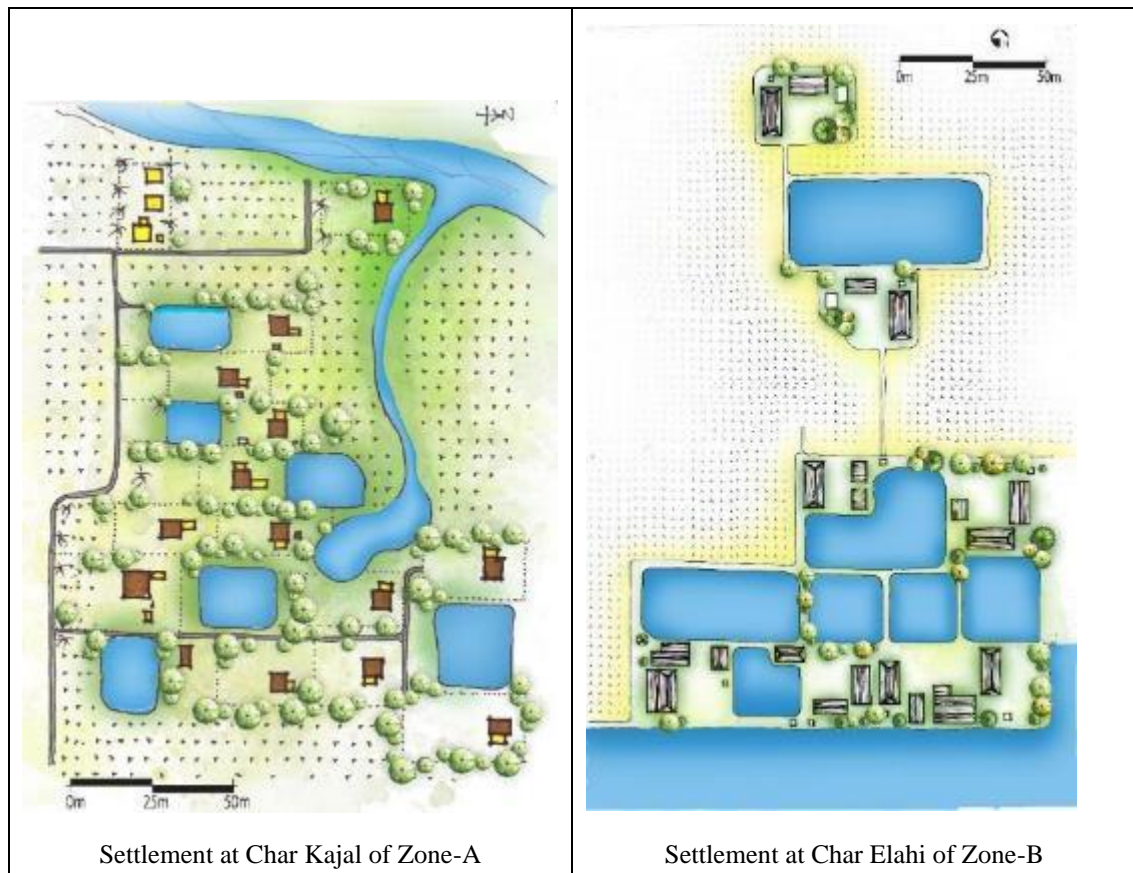 0m 25m 50m
0m 25m 50m
Settlement at Char Kajal of Zone-A
Settlement at Char Elahi of Zone-B